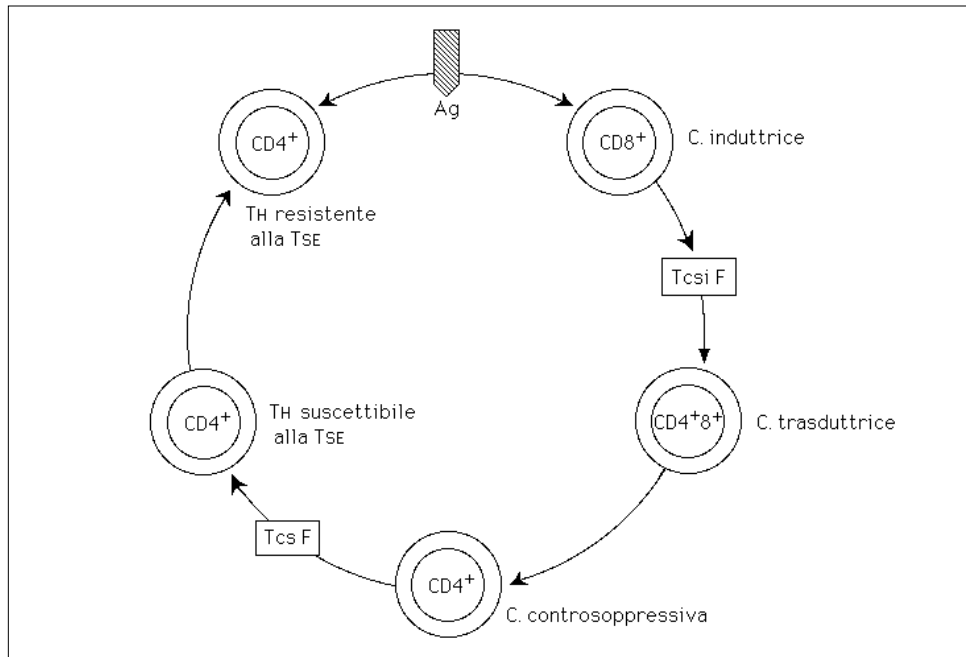 Ag
CD4+
TH resistente
alla TSE
CD8+
C. induttrice
Tcsi F
CD4+8+
C. trasduttrice
CD4+
C. controsoppressiva
Tcs F
CD4+
TH suscettibile
alla TSE